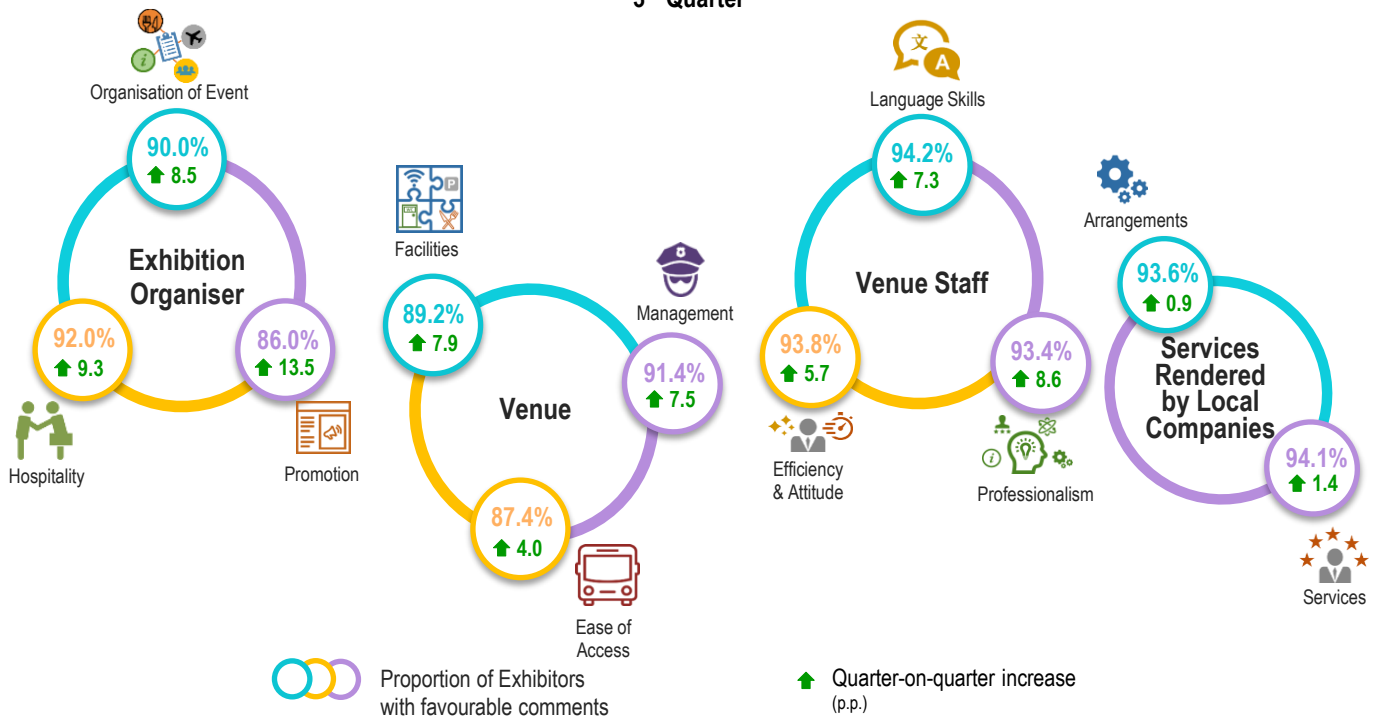 Quarter
Organisation of Event
90.0%
8.5
Exhibition
Organiser
92.0%
9.3
86.0%
13.5
Hospitality
Promotion
Facilities
89.2%
7.9
Management
91.4%
7.5
Venue
87.4%
4.0
Ease of
Access
文
A
Language Skills
94.2%
7.3
Venue Staff
93.8%
5.7
93.4%
8.6
Efficiency
& Attitude
Professionalism
Arrangements
93.6%
0.9
Services
Rendered
by Local
Companies
94.1%
1.4
Services
Proportion of Exhibitors
with favourable comments
Quarter-on-quarter increase
(p.p.)